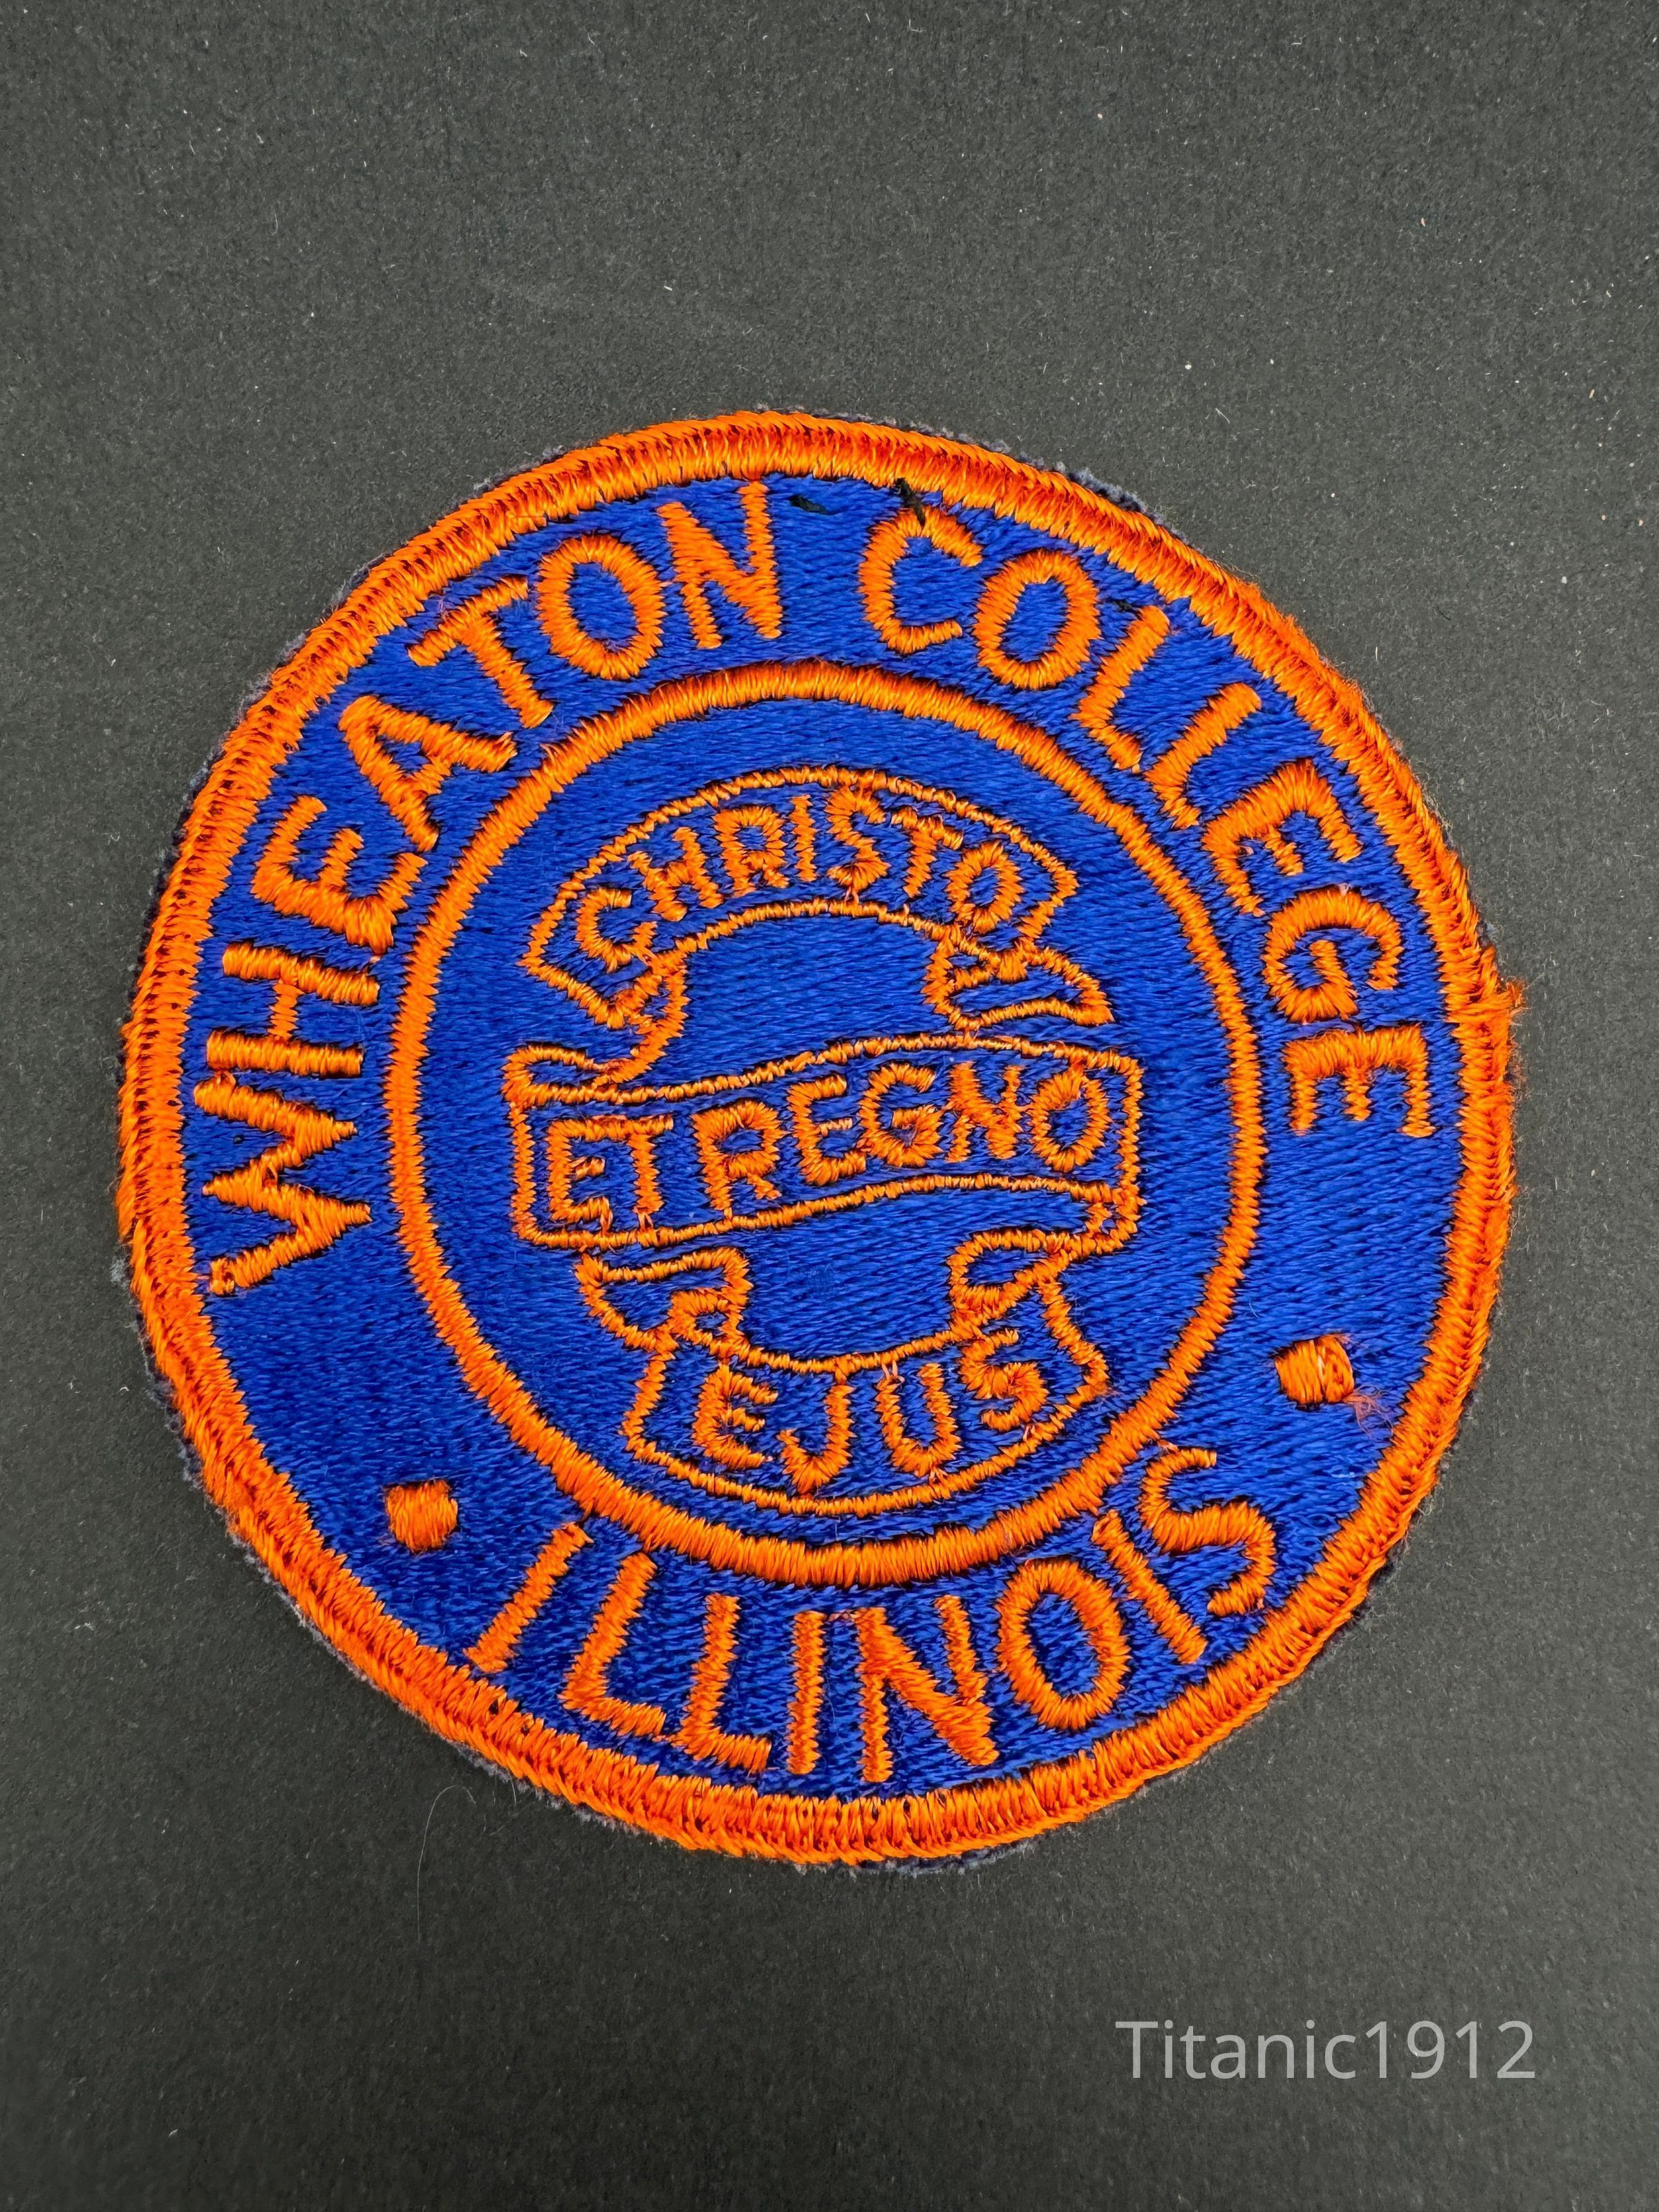 WHEATON COLLEGE
CHRISTO
ET REGNO
EJUS
ILLINOIS
Titanic1912